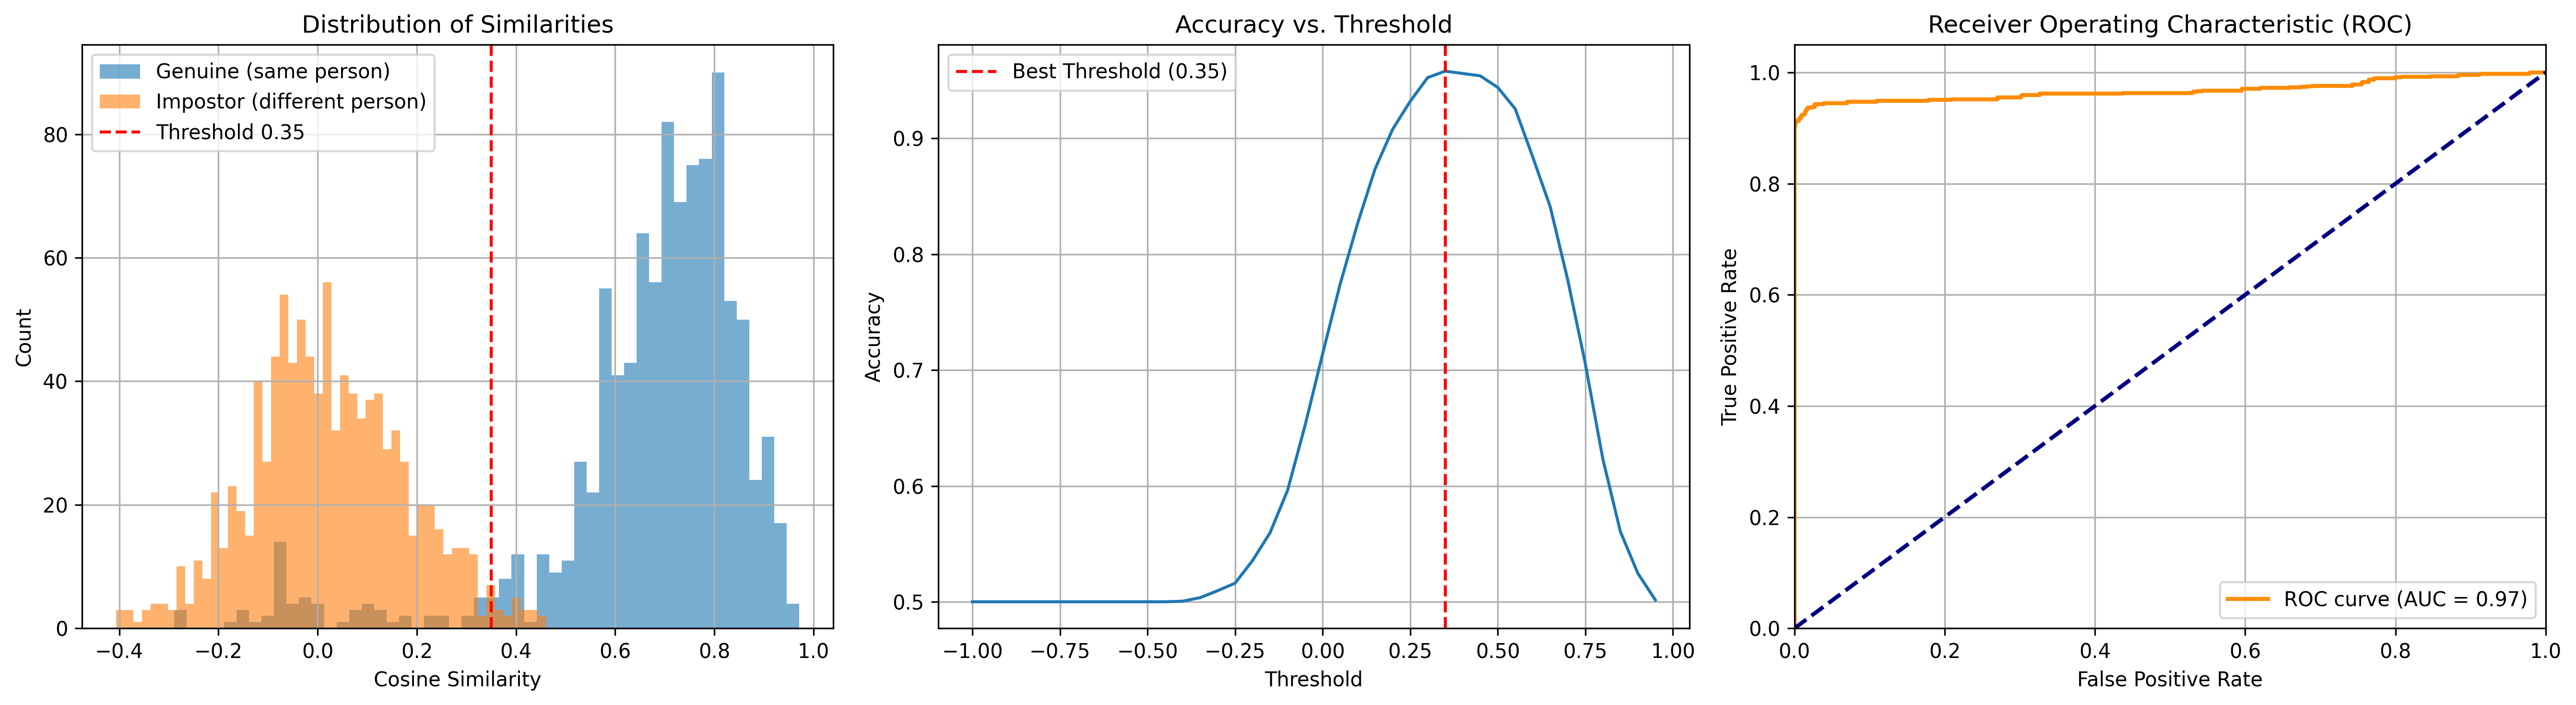 Distribution of Similarities
Genuine (same person)
Impostor (different person)
Threshold 0.35
Count
80
60
40
20
0
−0.4 −0.2 0.0 0.2 0.4 0.6 0.8 1.0
Cosine Similarity
Accuracy vs. Threshold
Best Threshold (0.35)
Accuracy
0.9
0.8
0.7
0.6
0.5
−1.00 −0.75 −0.50 −0.25 0.00 0.25 0.50 0.75 1.00
Threshold
Receiver Operating Characteristic (ROC)
True Positive Rate
1.0
0.8
0.6
0.4
0.2
0.0
ROC curve (AUC = 0.97)
0.0 0.2 0.4 0.6 0.8 1.0
False Positive Rate